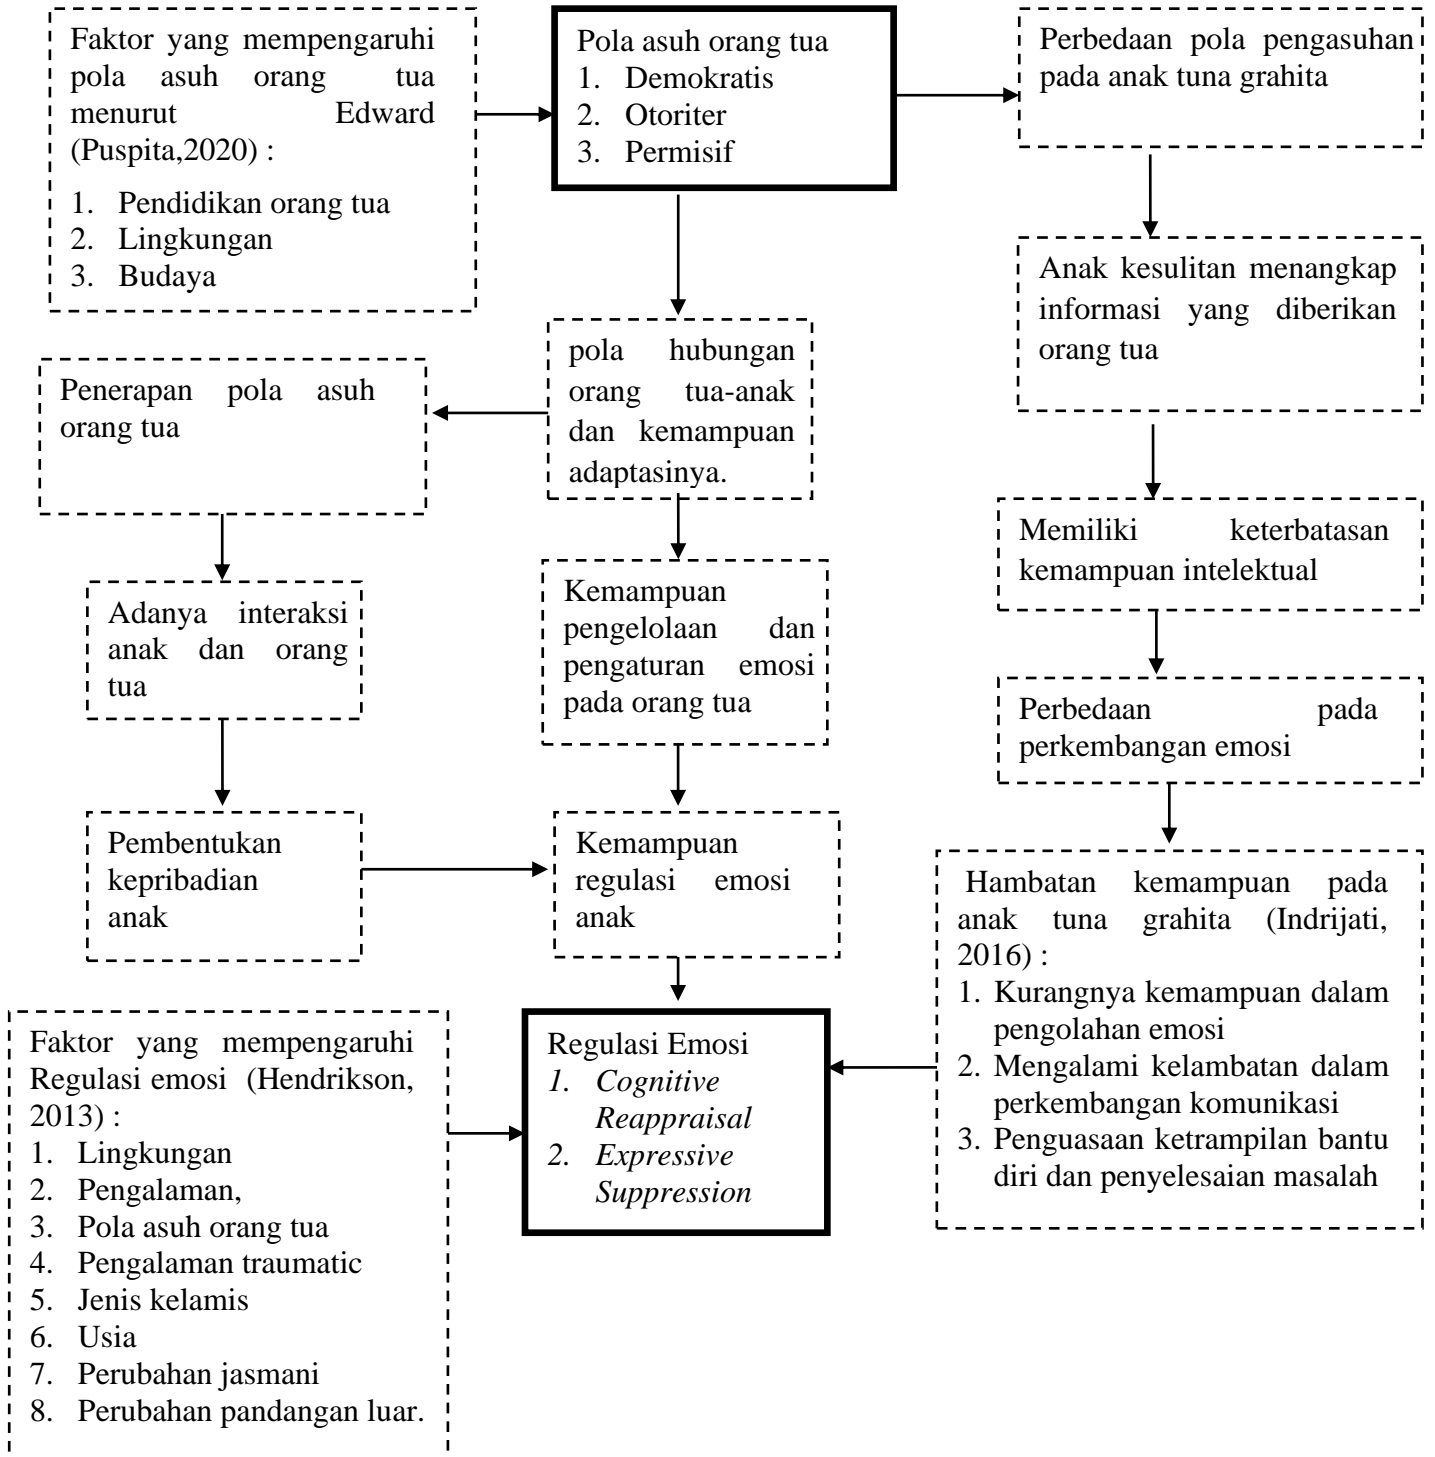 Faktor yang mempengaruhi
pola asuh orang tua
menurut Edward
(Puspita,2020) :
1. Pendidikan orang tua
2. Lingkungan
3. Budaya
Pola asuh orang tua
1. Demokratis
2. Otoriter
3. Permisif
Perbedaan pola pengasuhan
pada anak tuna grahita
Anak kesulitan menangkap
informasi yang diberikan
orang tua
pola hubungan
orang tua-anak
dan kemampuan
adaptasinya.
Penerapan pola asuh
orang tua
Memiliki keterbatasan
kemampuan intelektual
Adanya interaksi
anak dan orang
tua
Kemampuan
pengelolaan dan
pengaturan emosi
pada orang tua
Perbedaan pada
perkembangan emosi
Pembentukan
kepribadian
anak
Kemampuan
regulasi emosi
anak
Hambatan kemampuan pada
anak tuna grahita (Indrijati,
2016) :
1. Kurangnya kemampuan dalam
pengolahan emosi
2. Mengalami kelambatan dalam
perkembangan komunikasi
3. Penguasaan ketrampilan bantu
diri dan penyelesaian masalah
Faktor yang mempengaruhi
Regulasi emosi (Hendrikson,
2013) :
1. Lingkungan
2. Pengalaman,
3. Pola asuh orang tua
4. Pengalaman traumatic
5. Jenis kelamis
6. Usia
7. Perubahan jasmani
8. Perubahan pandangan luar.
Regulasi Emosi
1. Cognitive
Reappraisal
2. Expressive
Suppression